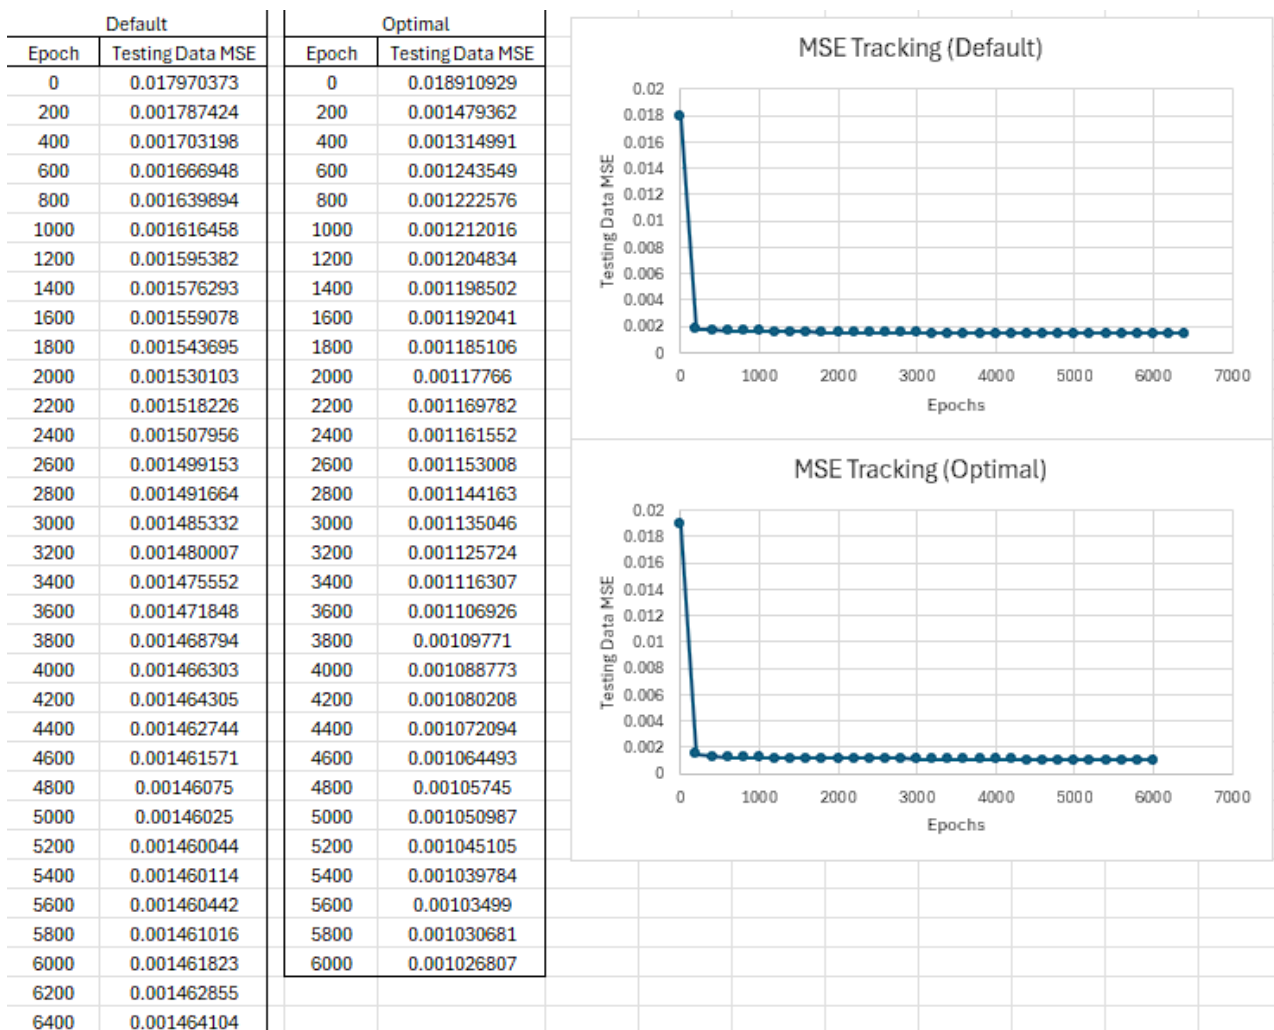 Default Optimal
Epoch Testing Data MSE Epoch Testing Data MSE
0 0.017970373 0 0.018910929
200 0.001787424 200 0.001479362
400 0.001703198 400 0.001314991
600 0.001666948 600 0.001243549
800 0.001639894 800 0.001222576
1000 0.001616458 1000 0.001212016
1200 0.001595382 1200 0.001204834
1400 0.001576293 1400 0.001198502
1600 0.001559078 1600 0.001192041
1800 0.001543695 1800 0.001185106
2000 0.001530103 2000 0.00117766
2200 0.001518226 2200 0.001169782
2400 0.001507956 2400 0.001161552
2600 0.001499153 2600 0.001153008
2800 0.001491664 2800 0.001144163
3000 0.001485332 3000 0.001135046
3200 0.001480007 3200 0.001125724
3400 0.001475552 3400 0.001116307
3600 0.001471848 3600 0.001106926
3800 0.001468794 3800 0.00109771
4000 0.001466303 4000 0.001088773
4200 0.001464305 4200 0.001080208
4400 0.001462744 4400 0.001072094
4600 0.001461571 4600 0.001064493
4800 0.00146075 4800 0.00105745
5000 0.00146025 5000 0.001050987
5200 0.001460044 5200 0.001045105
5400 0.001460114 5400 0.001039784
5600 0.001460442 5600 0.00103499
5800 0.001461016 5800 0.001030681
6000 0.001461823 6000 0.001026807
6200 0.001462855
6400 0.001464104
MSE Tracking (Default)
Testing Data MSE
0.02
0.018
0.016
0.014
0.012
0.01
0.008
0.006
0.004
0.002
0
0 1000 2000 3000 4000 5000 6000 7000
Epochs
MSE Tracking (Optimal)
Testing Data MSE
0.02
0.018
0.016
0.014
0.012
0.01
0.008
0.006
0.004
0.002
0
0 1000 2000 3000 4000 5000 6000 7000
Epochs